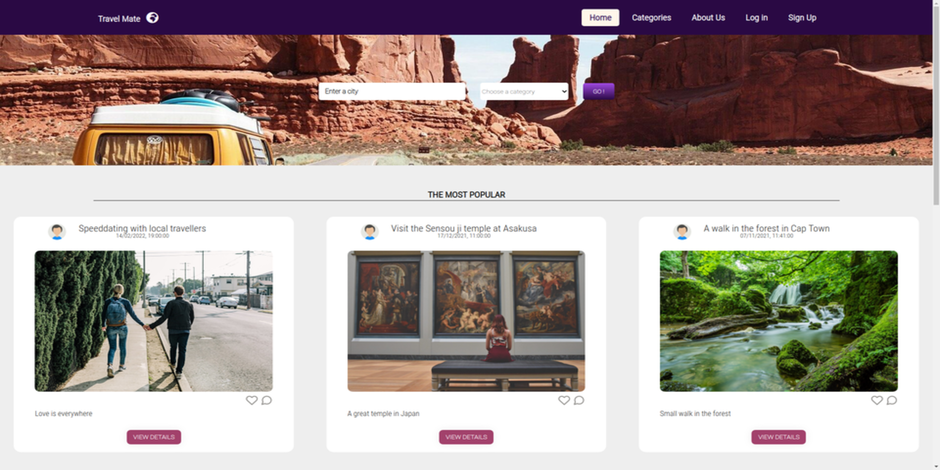 Travel Mate
Home Categories About Us Log in Sign Up
Enter a city Choose a category GO !
THE MOST POPULAR
Speeddating with local travellers
14/02/2022, 19:00:00
Love is everywhere
VIEW DETAILS
Visit the Sensou ji temple at Asakusa
17/12/2021, 11:00:00
A great temple in Japan
VIEW DETAILS
A walk in the forest in Cap Town
07/11/2021, 11:41:00
Small walk in the forest
VIEW DETAILS